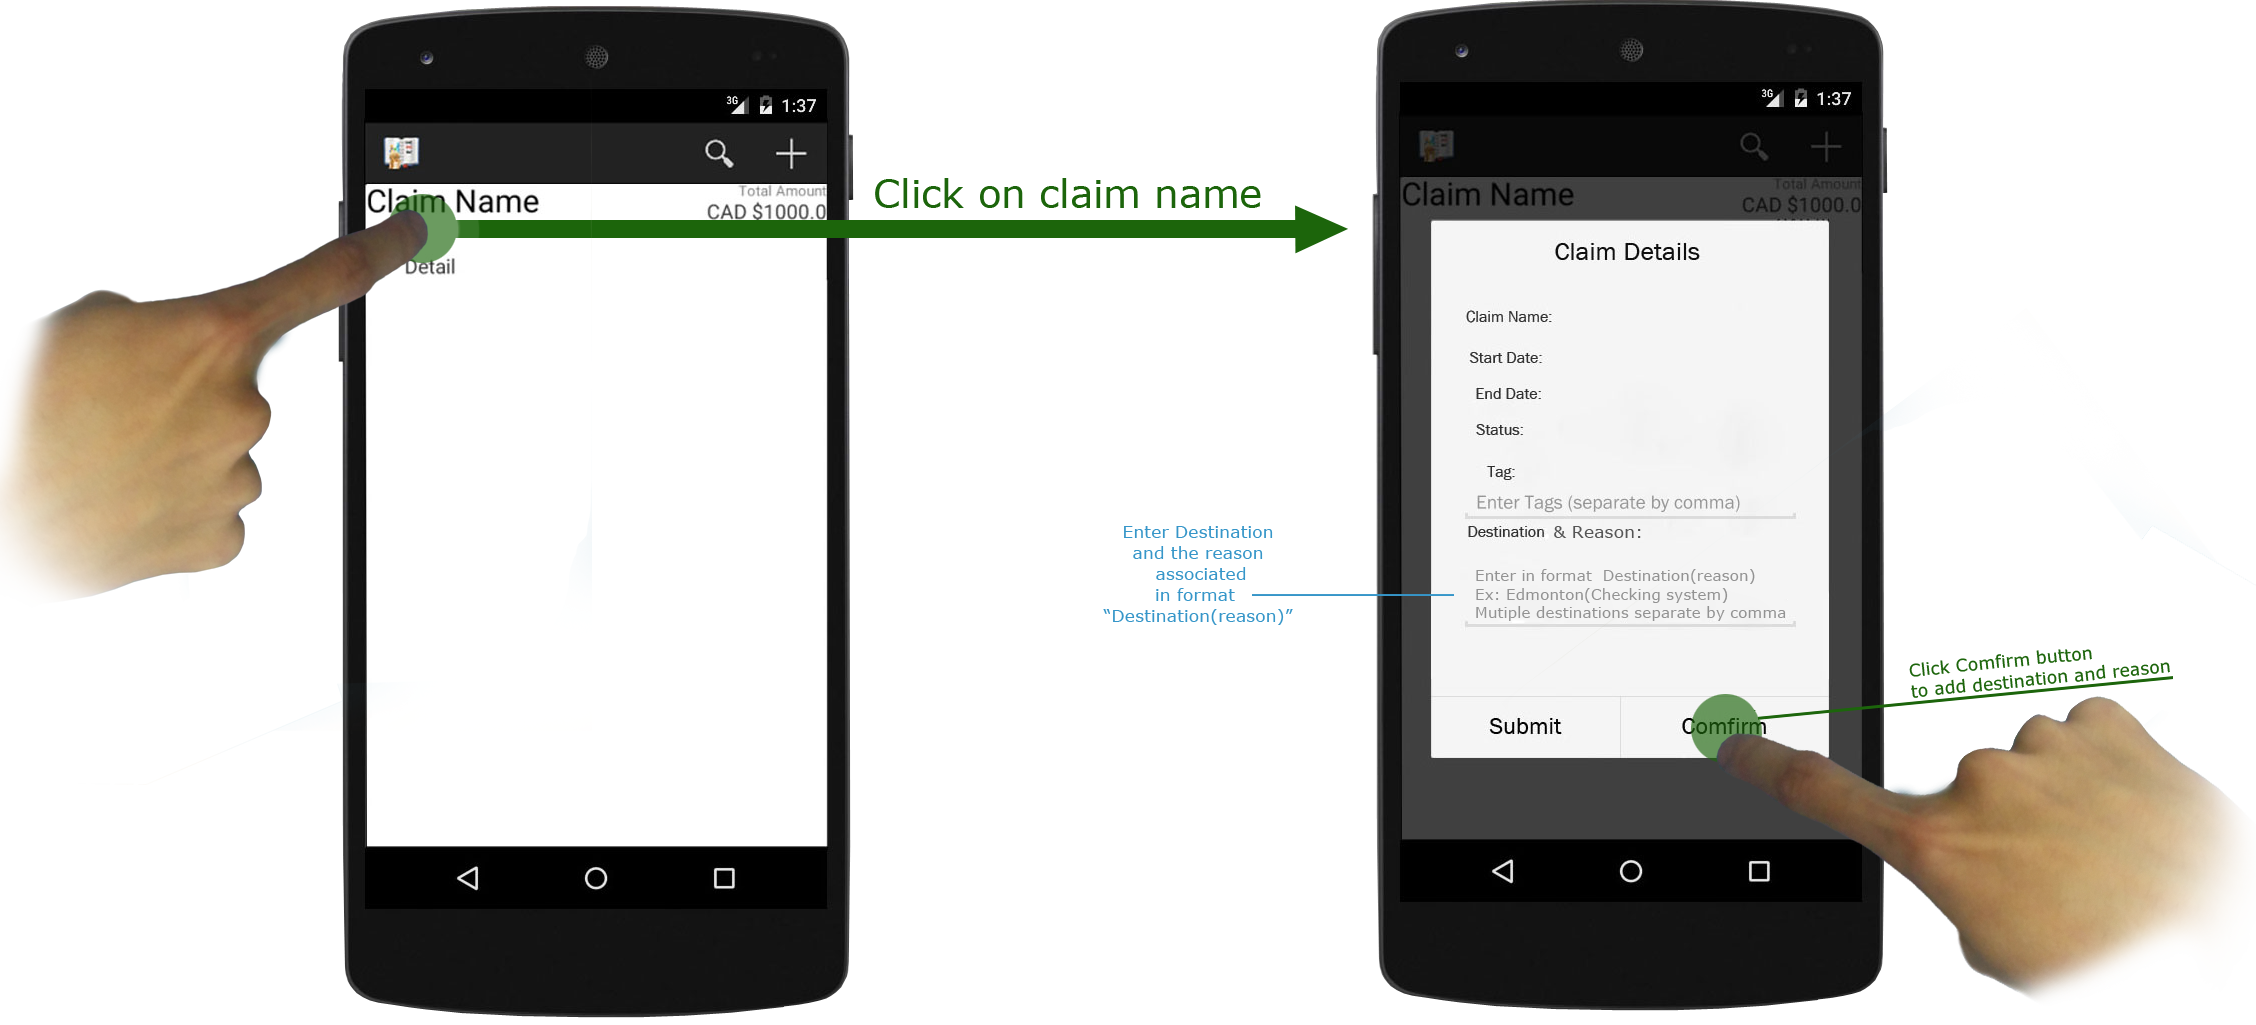 3G 1:37
Claim Name
Total Amount
CAD $1000.0
Detail
Click on claim name
3G 1:37
Claim Name
Total Amount
CAD $1000.0
Claim Details
Claim Name:
Start Date:
End Date:
Status:
Tag:
Enter Tags (separate by comma)
Destination & Reason:
Enter in format Destination(reason)
Ex: Edmonton(Checking system)
Mutiple destinations separate by comma
Submit
Comfirm
Enter Destination
and the reason
associated
in format
“Destination(reason)”
Click Comfirm button
to add destination and reason